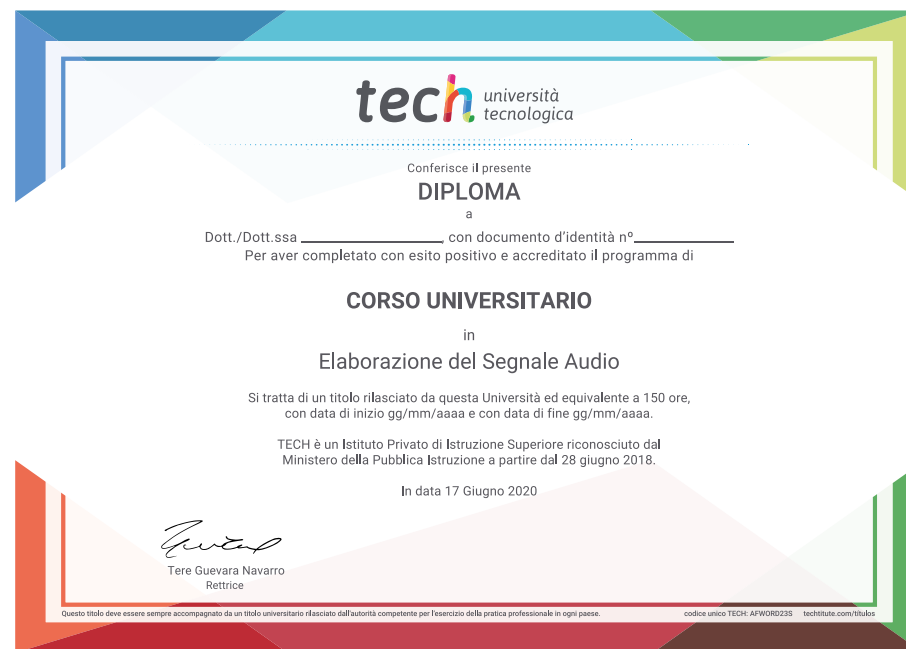 tech università
tecnologica
Conferisce il presente
DIPLOMA
a
Dott./Dott.ssa ____________________, con documento d'identità nº______________
Per aver completato con esito positivo e accreditato il programma di
CORSO UNIVERSITARIO
in
Elaborazione del Segnale Audio
Si tratta di un titolo rilasciato da questa Università ed equivalente a 150 ore,
con data di inizio gg/mm/aaaa e con data di fine gg/mm/aaaa.
TECH è un Istituto Privato di Istruzione Superiore riconosciuto dal
Ministero della Pubblica Istruzione a partire dal 28 giugno 2018.
In data 17 Giugno 2020
Tere Guevara Navarro
Rettrice
Questo titolo deve essere sempre accompagnato da un titolo universitario rilasciato dall'autorità competente per l'esercizio della pratica professionale in ogni paese. codice unico TECH: AFWORD23S techtitute.com/títulos